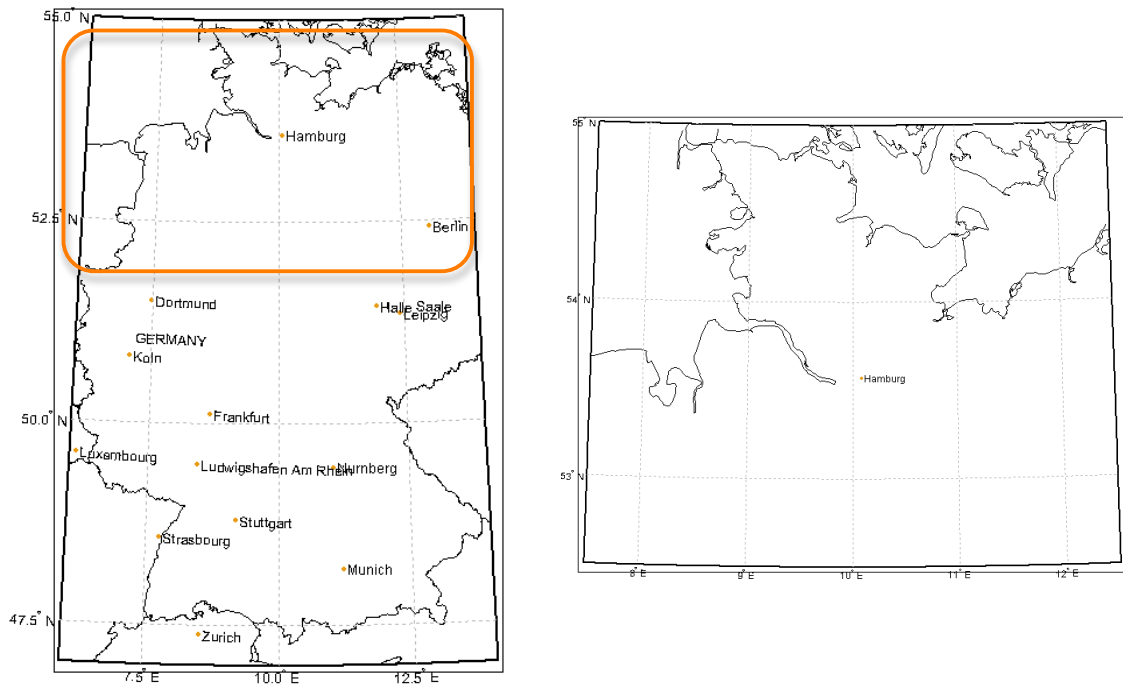 55.0° N
Hamburg
52.5° N
Berlin
Dortmund
Halle Saale
Leipzig
GERMANY
Koln
Frankfurt
50.0° N
Luxembourg
Ludwigshafen Am Rhein
Nurnberg
Stuttgart
Strasbourg
Munich
47.5° N
Zurich
7.5° E
10.0° E
12.5° E
55° N
54° N
Hamburg
53° N
8° E
9° E
10° E
11° E
12° E